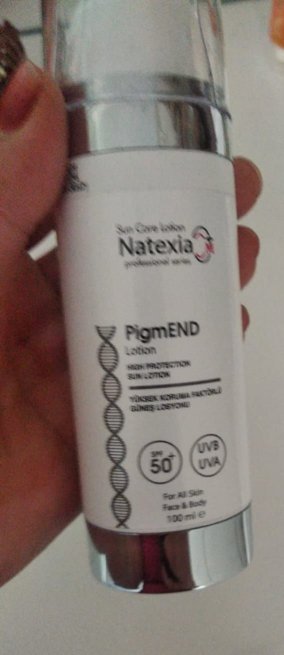 Sun Care Lotion
Natexia
professional series
PigmEND
Lotion
HIGH PROTECTION
SUN LOTION
YÜKSEK KORUMA FAKTÖRLÜ
GÜNEŞ LOSYONU
SPF
50+
UVB
UVA
For All Skin
Face & Body
100 ml e